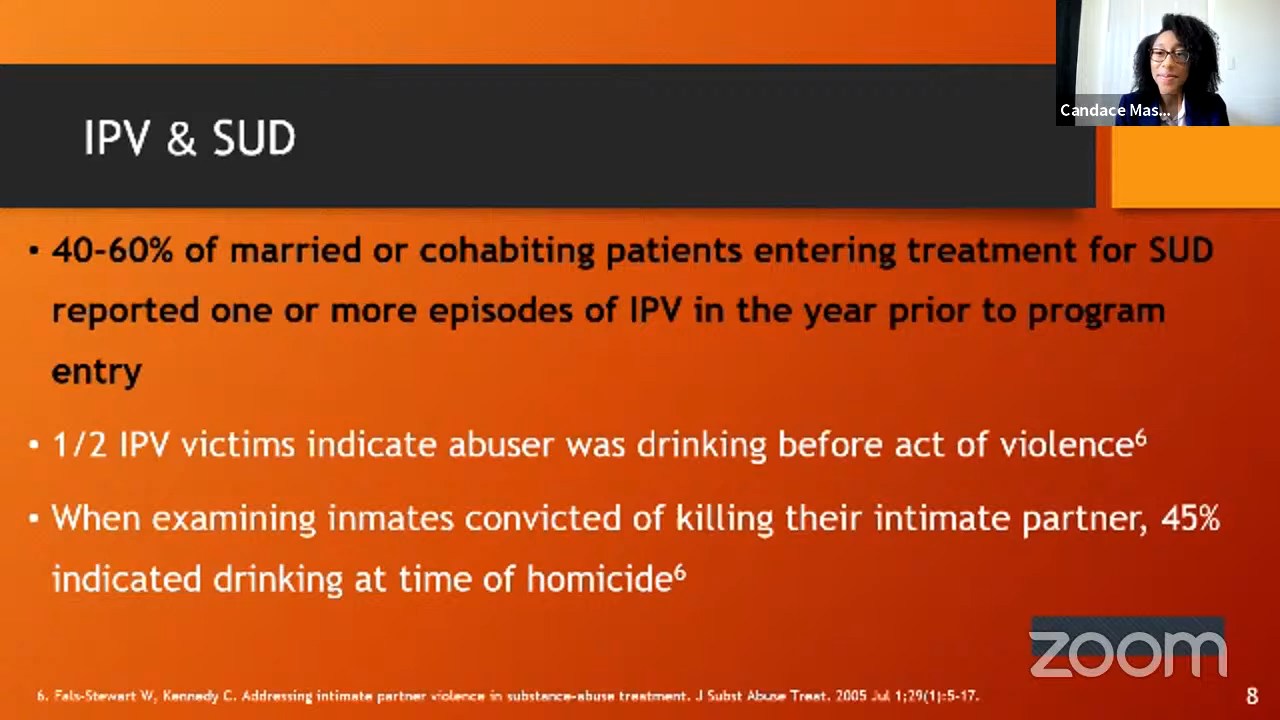 Candace Mas...
IPV & SUD
• 40-60% of married or cohabiting patients entering treatment for SUD
reported one or more episodes of IPV in the year prior to program
entry
• 1/2 IPV victims indicate abuser was drinking before act of violence⁶
• When examining inmates convicted of killing their intimate partner, 45%
indicated drinking at time of homicide⁶
zoom
6. Fals-Stewart W, Kennedy C. Addressing intimate partner violence in substance-abuse treatment. J Subst Abuse Treat. 2005 Jul 1;29(1):5-17.
8